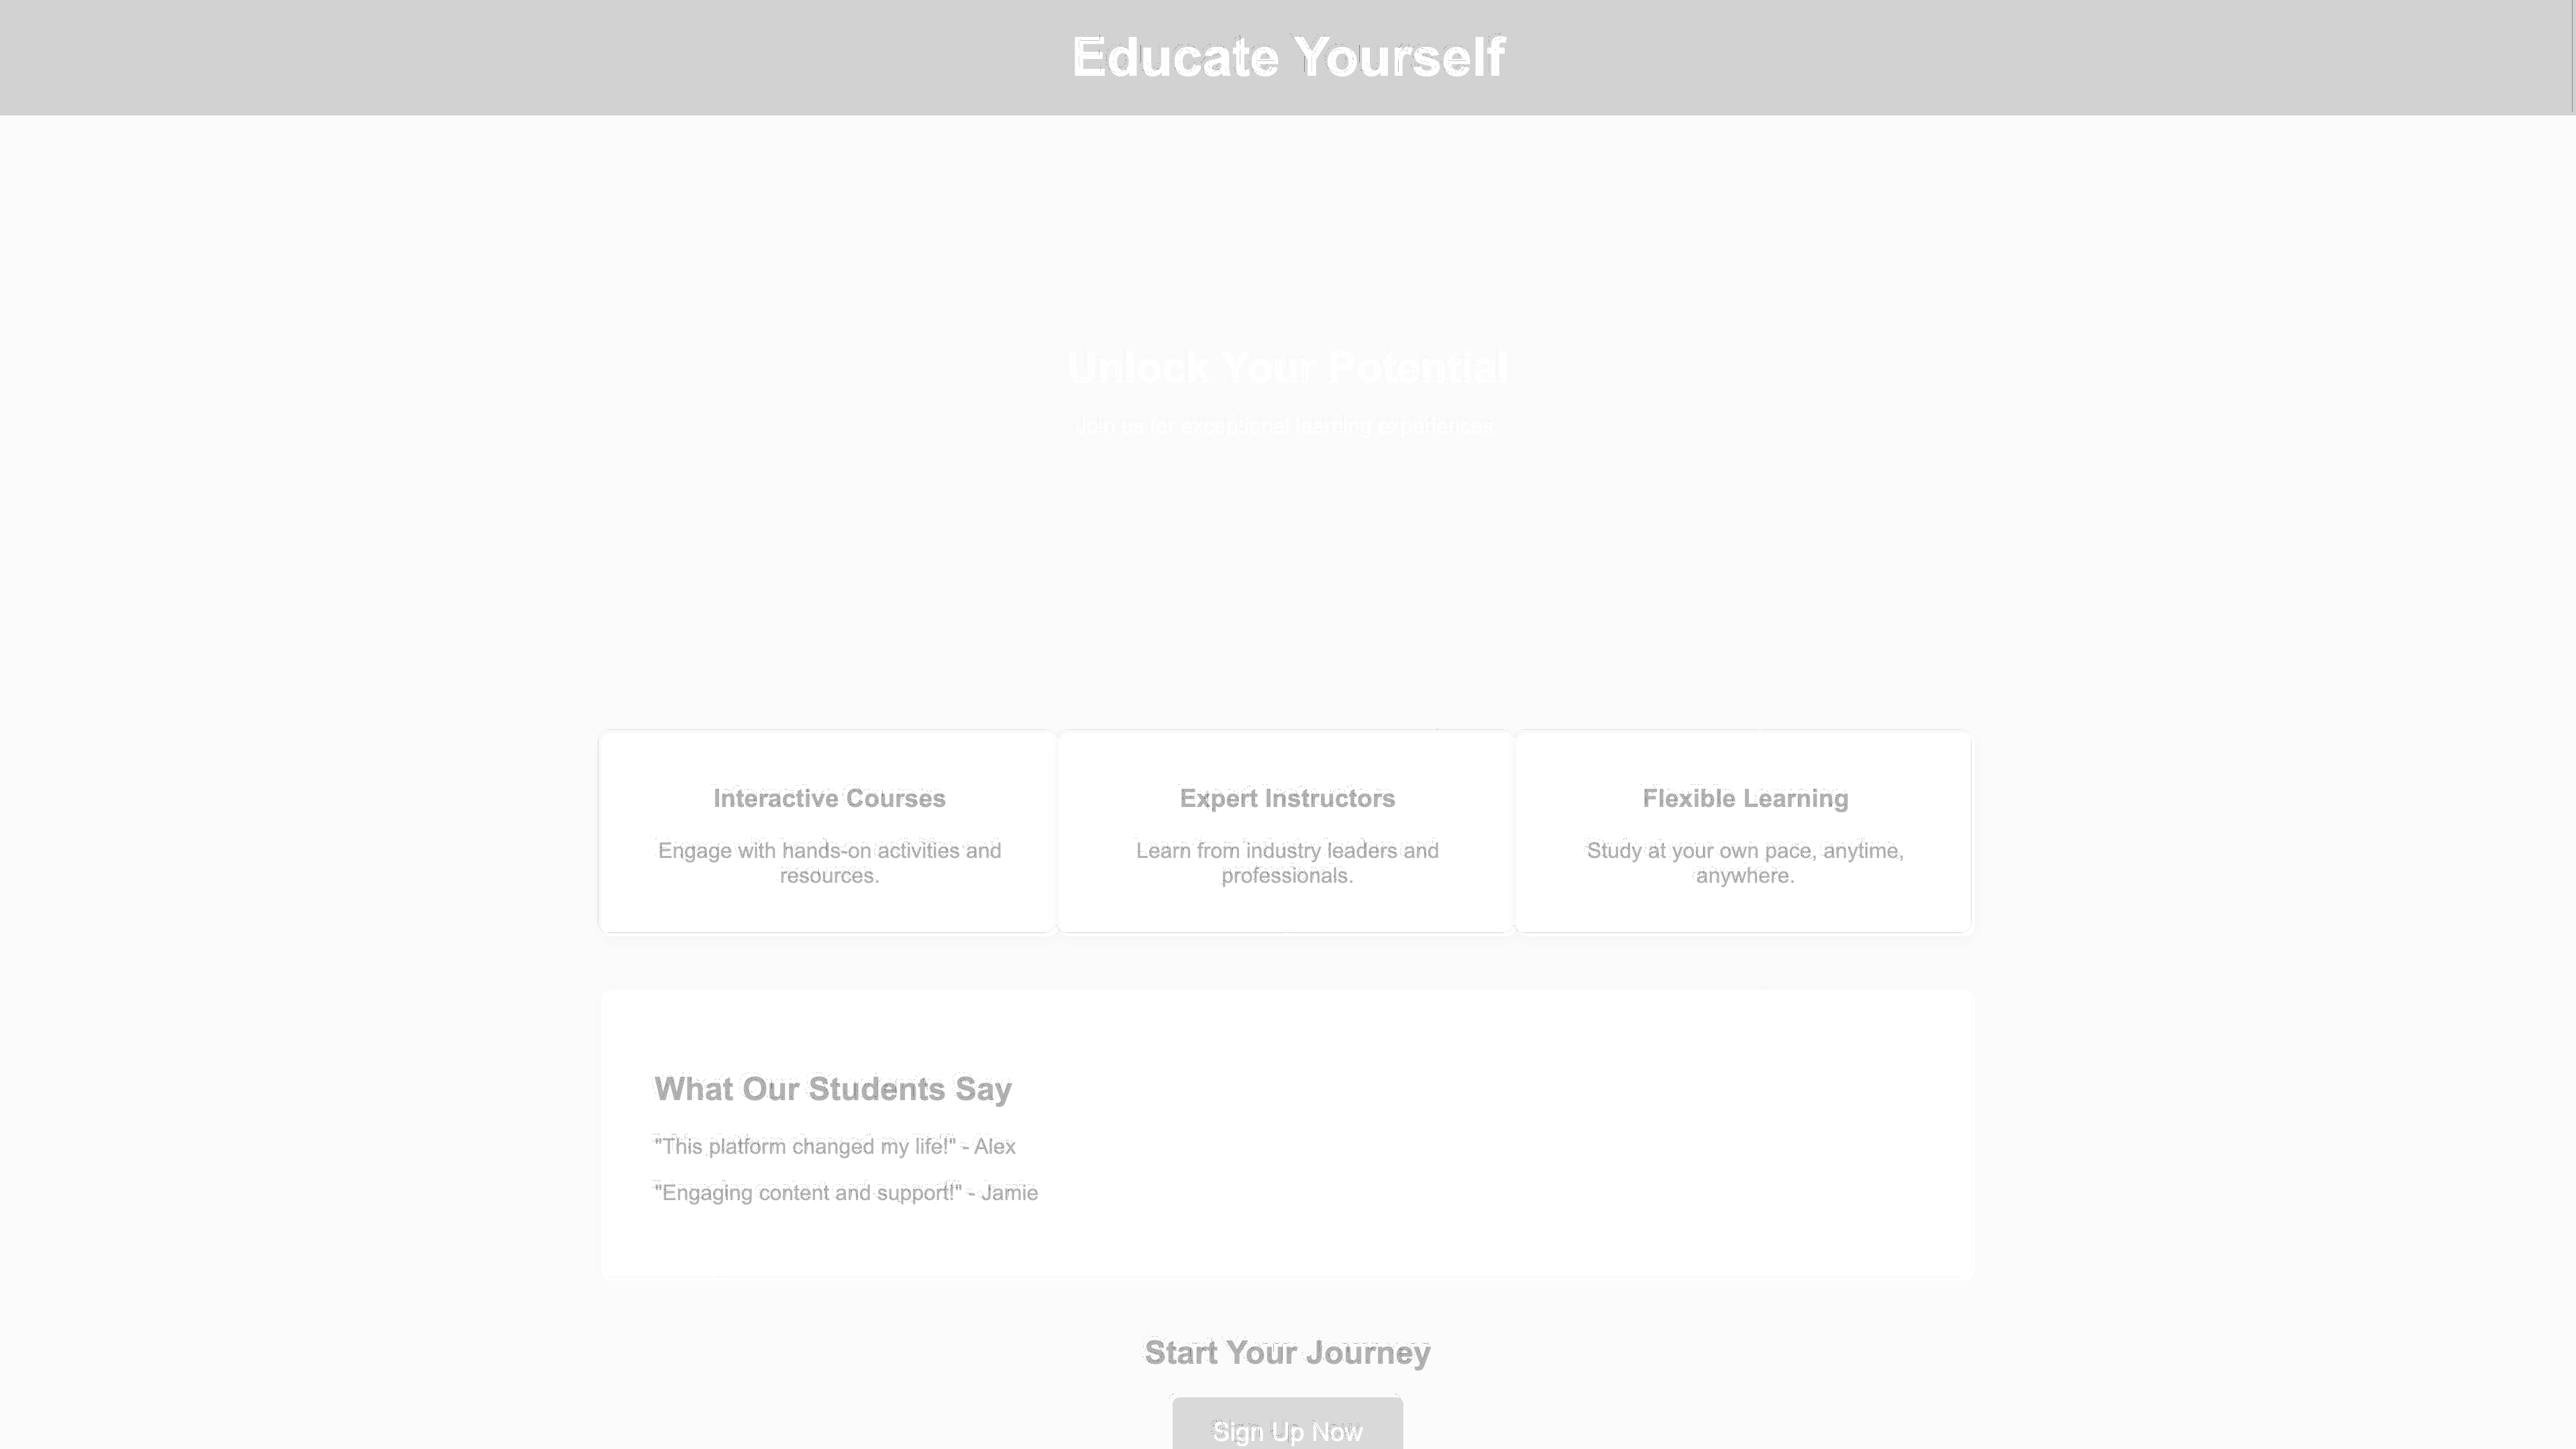 Educate Yourself
Unlock Your Potential
Join us for exceptional learning experiences.
Interactive Courses
Engage with hands-on activities and
resources.
Expert Instructors
Learn from industry leaders and
professionals.
Flexible Learning
Study at your own pace, anytime,
anywhere.
What Our Students Say
"This platform changed my life!" - Alex
"Engaging content and support!" - Jamie
Start Your Journey
Sign Up Now